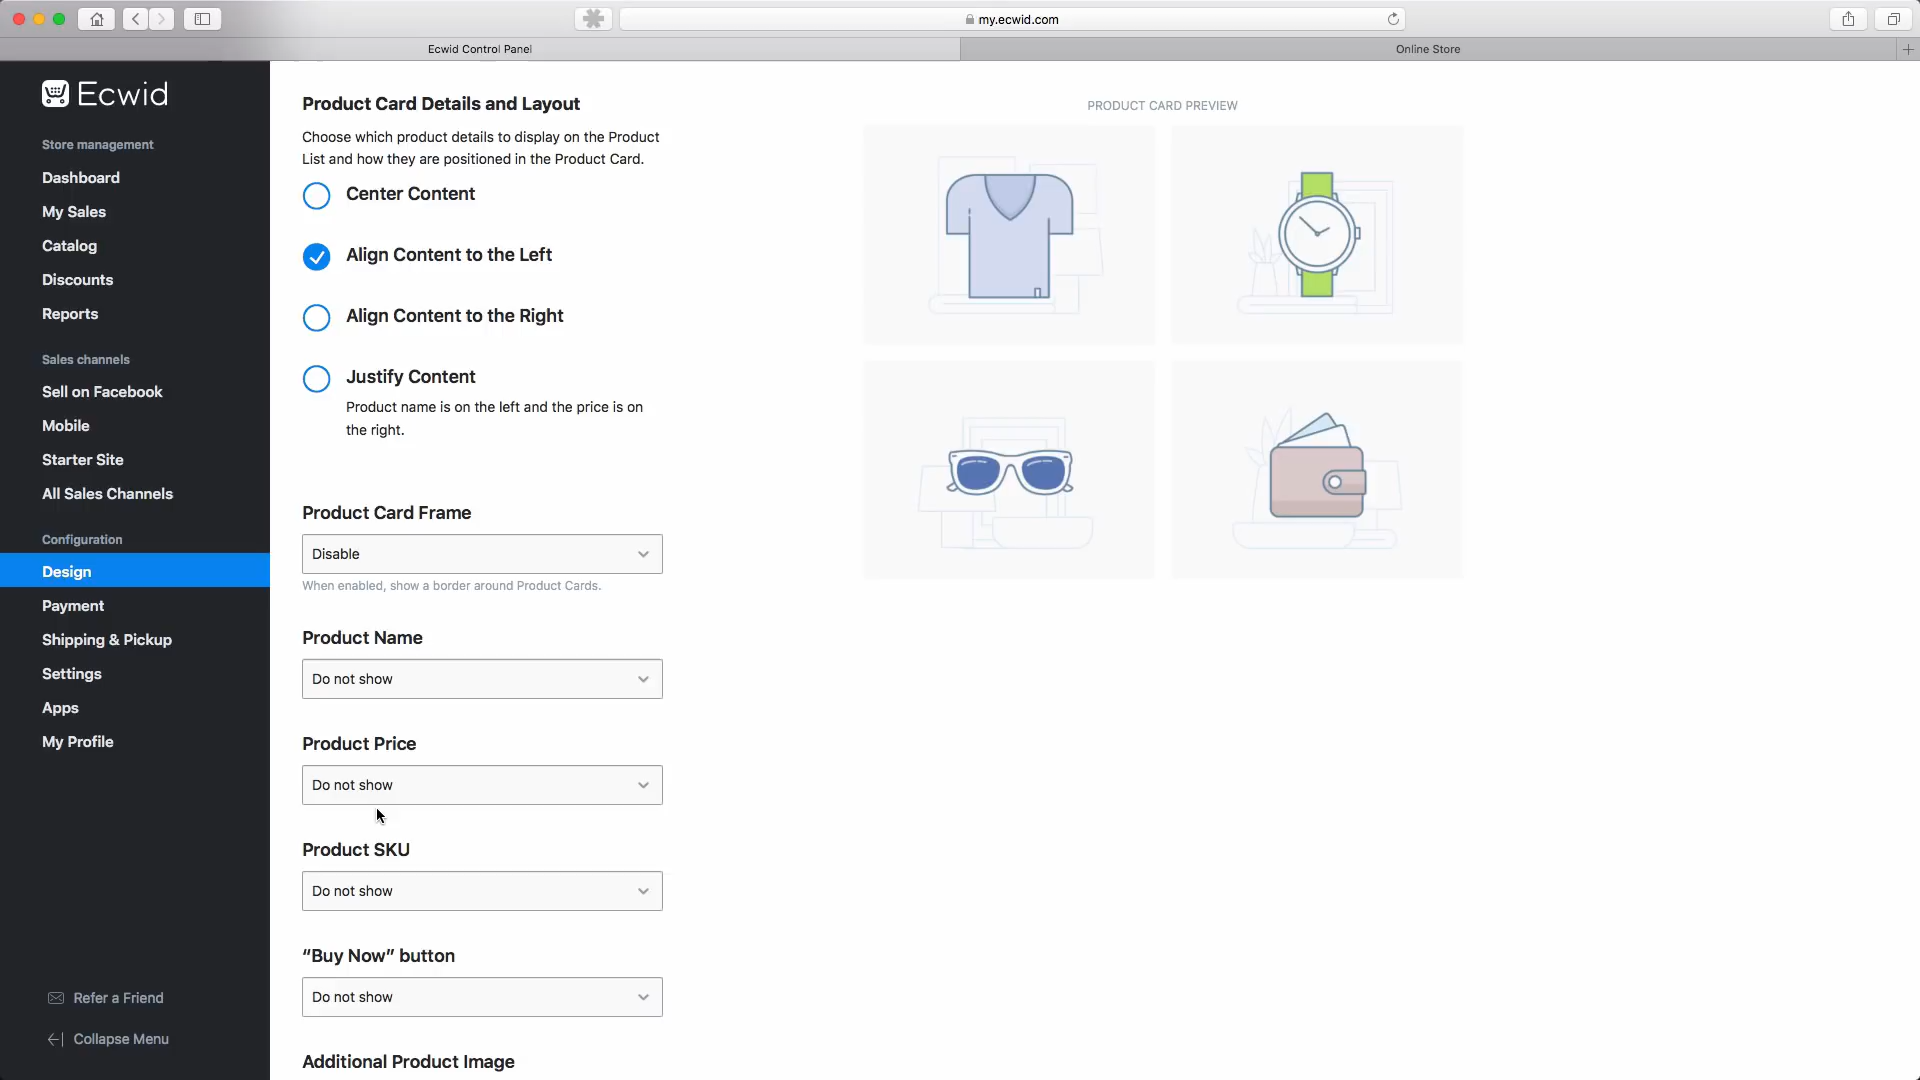 my.ecwid.com
Ecwid Control Panel
Online Store
Ecwid
Store management
Dashboard
My Sales
Catalog
Discounts
Reports
Sales channels
Sell on Facebook
Mobile
Starter Site
All Sales Channels
Configuration
Design
Payment
Shipping & Pickup
Settings
Apps
My Profile
Refer a Friend
Collapse Menu
Product Card Details and Layout
Choose which product details to display on the Product
List and how they are positioned in the Product Card.
Center Content
Align Content to the Left
Align Content to the Right
Justify Content
Product name is on the left and the price is on
the right.
Product Card Frame
Disable
When enabled, show a border around Product Cards.
Product Name
Do not show
Product Price
Do not show
Product SKU
Do not show
“Buy Now” button
Do not show
Additional Product Image
PRODUCT CARD PREVIEW